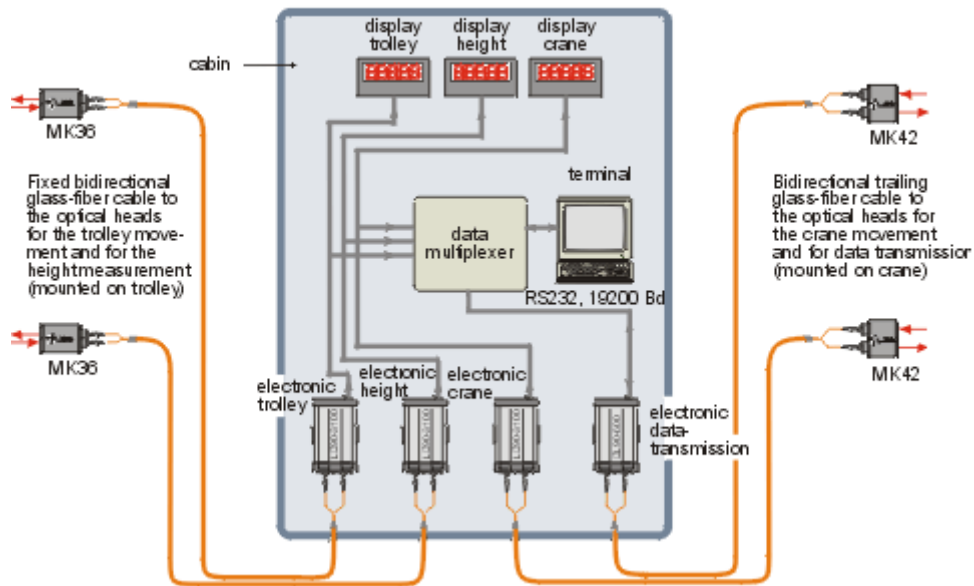 display
trolley
display
height
display
crane
cabin
MK36
MK42
Fixed bidirectional
glass-fiber cable to
the optical heads
for the trolley move-
ment and for the
height measurement
(mounted on trolley)
terminal
data
multiplexer
RS232, 19200 Bd
Bidirectional trailing
glass-fiber cable to
the optical heads for
the crane movement
and for data transmission
(mounted on crane)
MK36
MK42
electronic
trolley
electronic
height
electronic
crane
electronic
data-
transmission